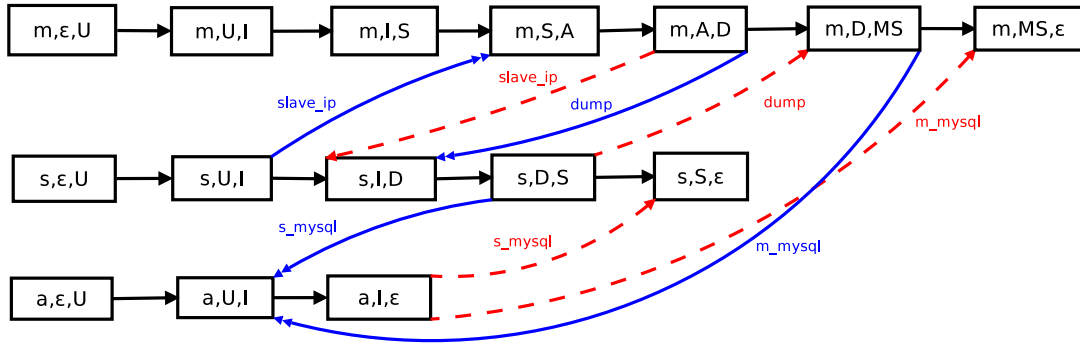 m,ε,U
m,U,I
m,I,S
m,S,A
m,A,D
m,D,MS
m,MS,ε
slave_ip
slave_ip
dump
dump
m_mysql
s,ε,U
s,U,I
s,I,D
s,D,S
s,S,ε
s_mysql
s_mysql
m_mysql
a,ε,U
a,U,I
a,I,ε